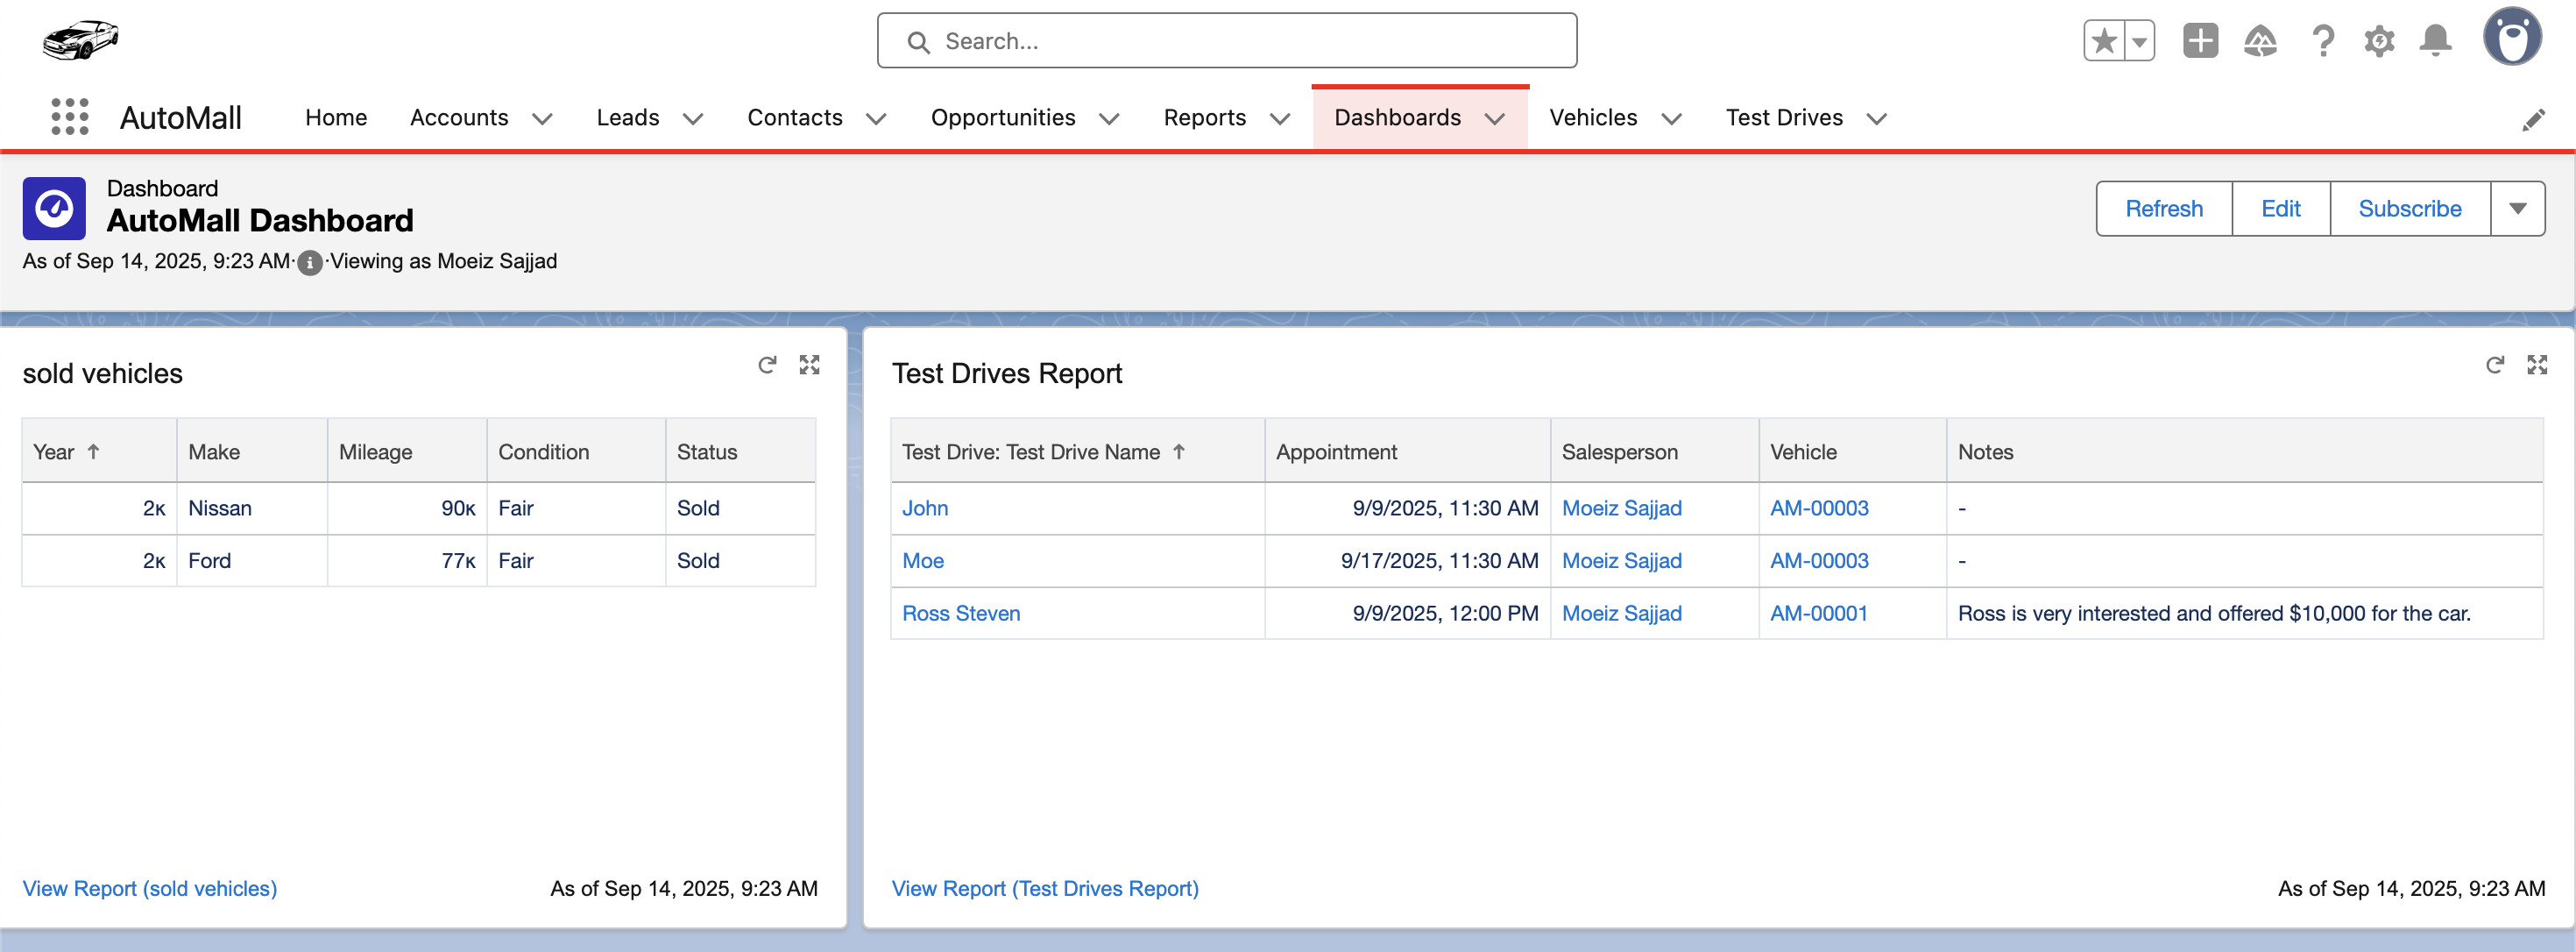 Search...
AutoMall Home Accounts Leads Contacts Opportunities Reports Dashboards Vehicles Test Drives
Dashboard
AutoMall Dashboard
As of Sep 14, 2025, 9:23 AM·Viewing as Moeiz Sajjad
Refresh Edit Subscribe
sold vehicles
Year Make Mileage Condition Status
2K Nissan 90K Fair Sold
2K Ford 77K Fair Sold
View Report (sold vehicles) As of Sep 14, 2025, 9:23 AM
Test Drives Report
Test Drive: Test Drive Name Appointment Salesperson Vehicle Notes
John 9/9/2025, 11:30 AM Moeiz Sajjad AM-00003 -
Moe 9/17/2025, 11:30 AM Moeiz Sajjad AM-00003 -
Ross Steven 9/9/2025, 12:00 PM Moeiz Sajjad AM-00001 Ross is very interested and offered $10,000 for the car.
View Report (Test Drives Report) As of Sep 14, 2025, 9:23 AM